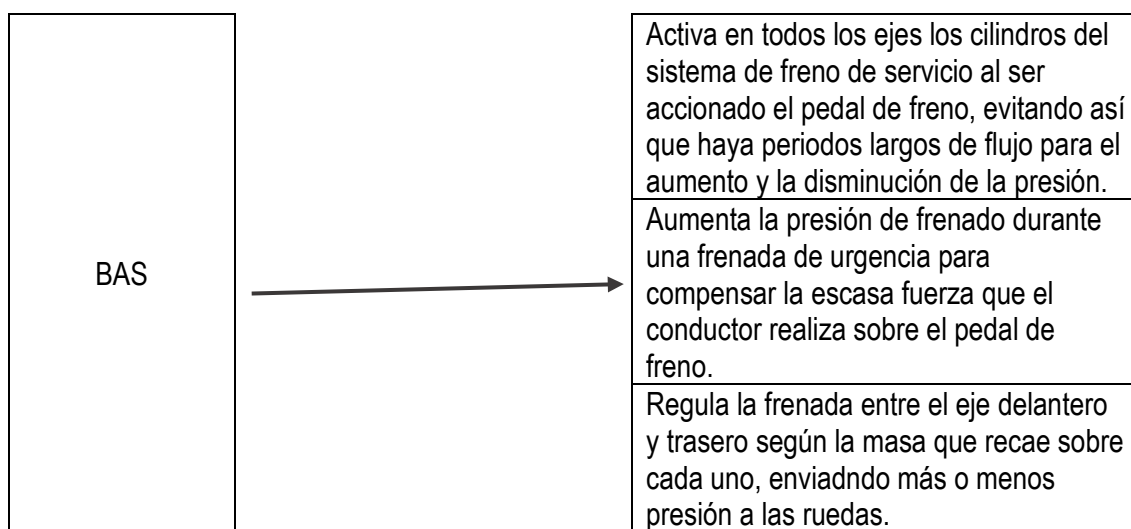 BAS
Activa en todos los ejes los cilindros del
sistema de freno de servicio al ser
accionado el pedal de freno, evitando así
que haya periodos largos de flujo para el
aumento y la disminución de la presión.
Aumenta la presión de frenado durante
una frenada de urgencia para
compensar la escasa fuerza que el
conductor realiza sobre el pedal de
freno.
Regula la frenada entre el eje delantero
y trasero según la masa que recae sobre
cada uno, enviadndo más o menos
presión a las ruedas.